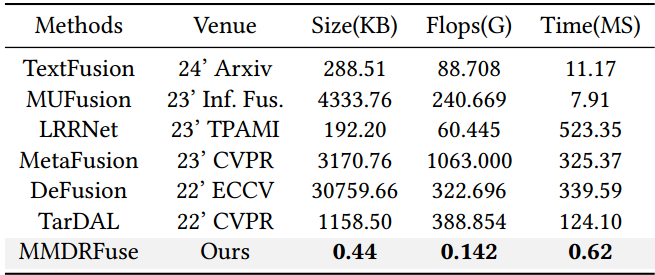 Methods Venue Size(KB) Flops(G) Time(MS)
TextFusion 24’ Arxiv 288.51 88.708 11.17
MUFusion 23’ Inf. Fus. 4333.76 240.669 7.91
LRRNet 23’ TPAMI 192.20 60.445 523.35
MetaFusion 23’ CVPR 3170.76 1063.000 325.37
DeFusion 22’ ECCV 30759.66 322.696 339.59
TarDAL 22’ CVPR 1158.50 388.854 124.10
MMDRFuse Ours 0.44 0.142 0.62